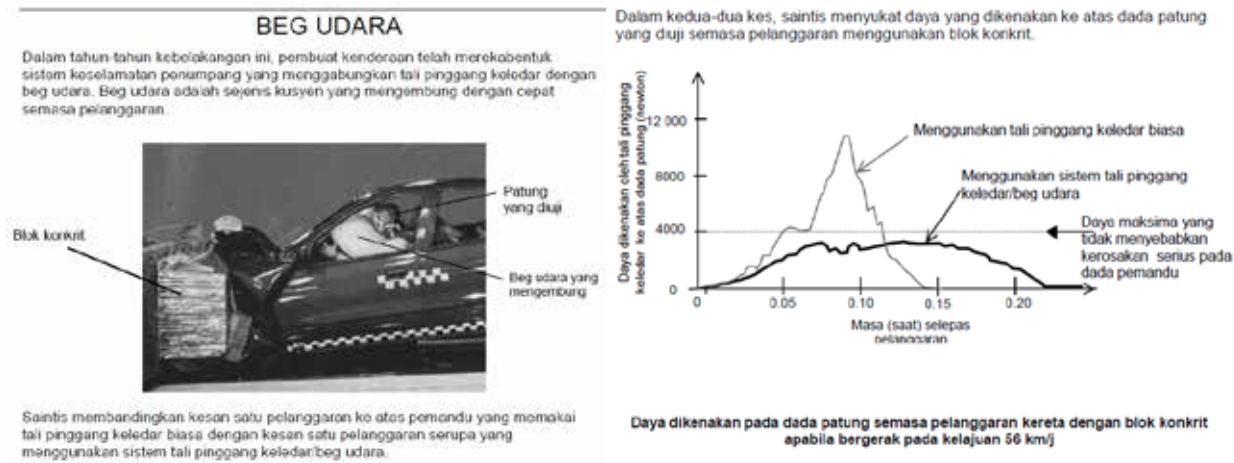 BEG UDARA
Dalam tahun-tahun kebelakangan ini, pembuat kenderaan telah merekabentuk
sistem keselamatan penumpang yang menggabungkan tali pinggang keledar dengan
beg udara. Beg udara adalah sejenis kusyen yang mengembung dengan cepat
semasa pelanggaran.
Patung
yang diuji
Blok konkrit
Beg udara yang
mengembung
Saintis membandingkan kesan satu pelanggaran ke atas pemandu yang memakai
tali pinggang keledar biasa dengan kesan satu pelanggaran serupa yang
menggunakan sistem tali pinggang keledar/beg udara.
Dalam kedua-dua kes, saintis menyukat daya yang dikenakan ke atas dada patung
yang diuji semasa pelanggaran menggunakan blok konkrit.
Daya dikenakan oleh tali pinggang
keledar ke atas dada patung (newton)
12 000
8000
4000
0
Menggunakan tali pinggang keledar biasa
Menggunakan sistem tali pinggang
keledar/beg udara
Daya maksima yang
tidak menyebabkan
kerosakan serius pada
dada pemandu
0
0.05
0.10
0.15
0.20
Masa (saat) selepas
pelanggaran
Daya dikenakan pada dada patung semasa pelanggaran kereta dengan blok konkrit
apabila bergerak pada kelajuan 56 km/j